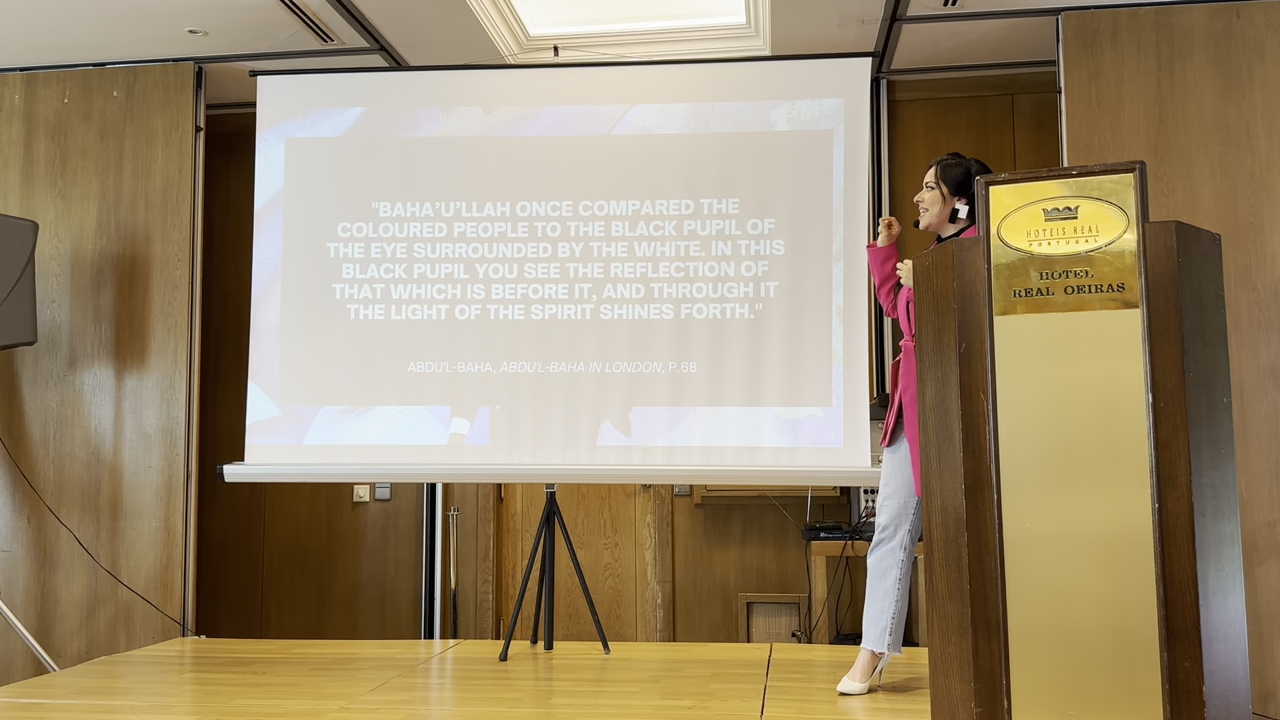 "BAHA'U'LLAH ONCE COMPARED THE
COLOURED PEOPLE TO THE BLACK PUPIL OF
THE EYE SURROUNDED BY THE WHITE. IN THIS
BLACK PUPIL YOU SEE THE REFLECTION OF
THAT WHICH IS BEFORE IT, AND THROUGH IT
THE LIGHT OF THE SPIRIT SHINES FORTH."
ABDU'L-BAHA, ABDU'L-BAHA IN LONDON, P.68
HOTEIS REAL
PORTUGAL
HOTEL
REAL OEIRAS